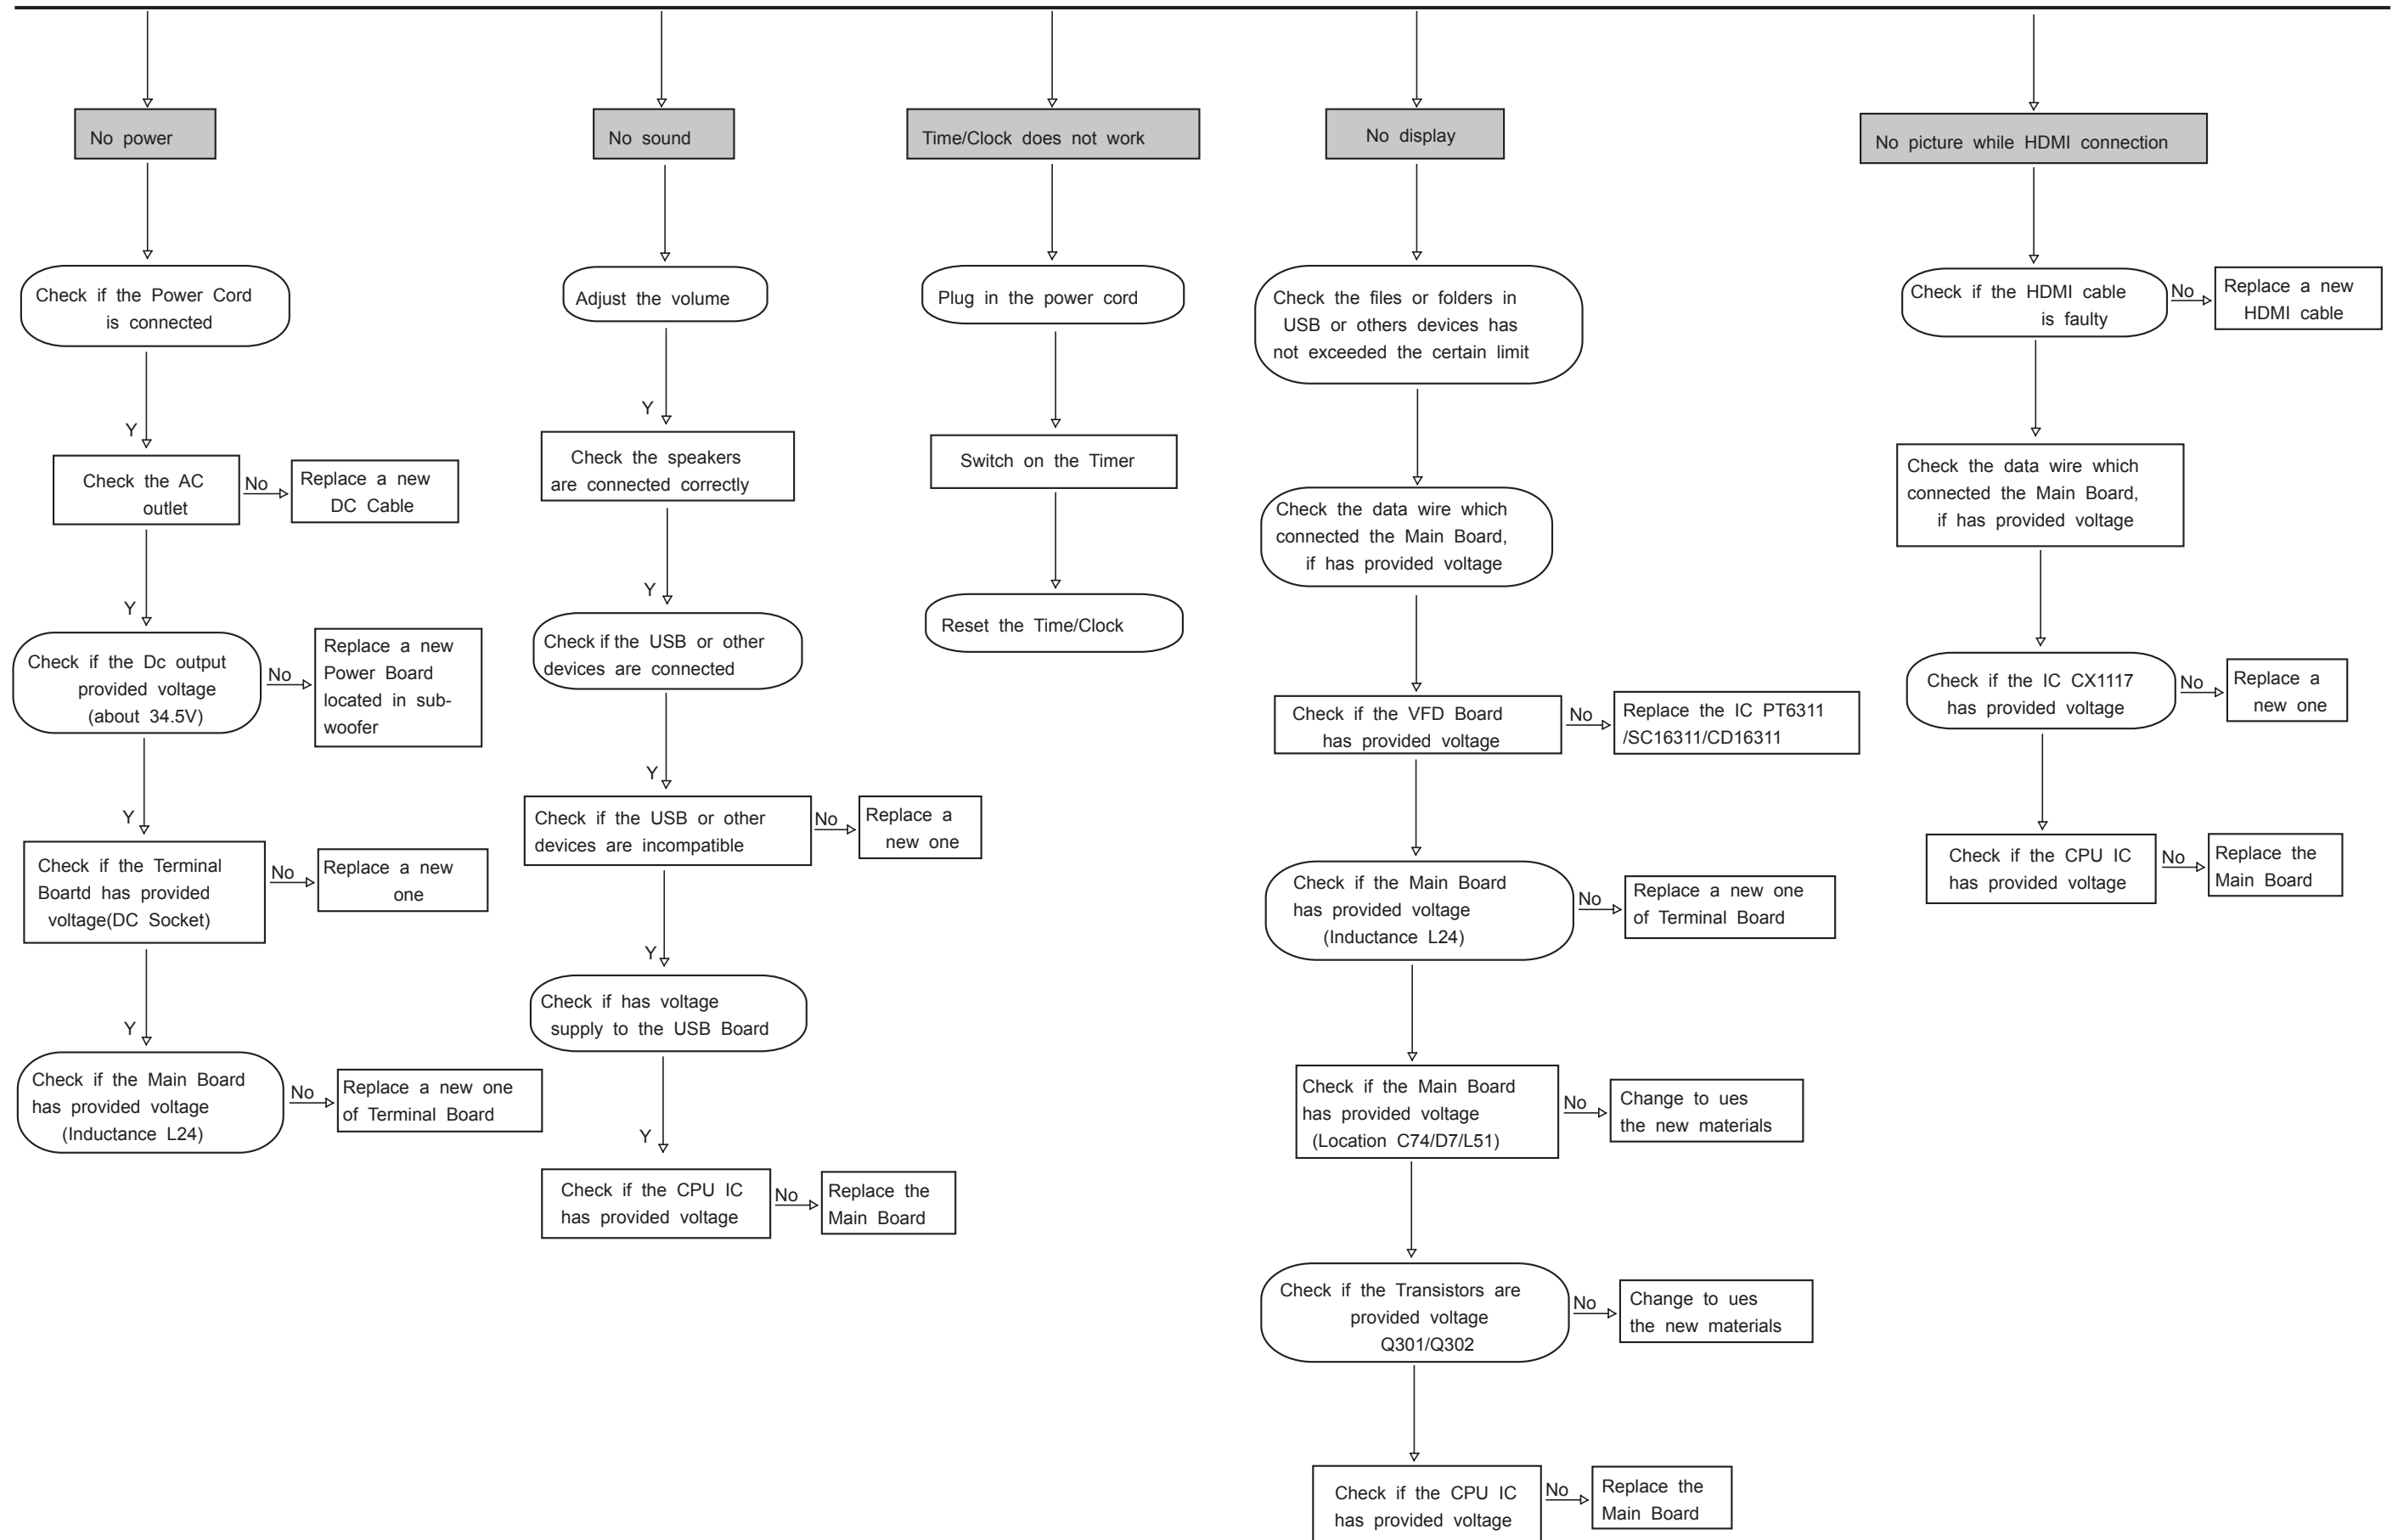 No power
Check if the Power Cord
is connected
Y
Check the AC
outlet
No
Replace a new
DC Cable
Y
Check if the Dc output
provided voltage
(about 34.5V)
No
Replace a new
Power Board
located in sub-
woofer
Y
Check if the Terminal
Boartd has provided
voltage(DC Socket)
No
Replace a new
one
Y
Check if the Main Board
has provided voltage
(Inductance L24)
No
Replace a new one
of Terminal Board
No sound
Adjust the volume
Y
Check the speakers
are connected correctly
Y
Check if the USB or other
devices are connected
Y
Check if the USB or other
devices are incompatible
No
Replace a
new one
Y
Check if has voltage
supply to the USB Board
Y
Check if the CPU IC
has provided voltage
No
Replace the
Main Board
Time/Clock does not work
Plug in the power cord
Switch on the Timer
Reset the Time/Clock
No display
Check the files or folders in
USB or others devices has
not exceeded the certain limit
Check the data wire which
connected the Main Board,
if has provided voltage
Check if the VFD Board
has provided voltage
No
Replace the IC PT6311
/SC16311/CD16311
Check if the Main Board
has provided voltage
(Inductance L24)
No
Replace a new one
of Terminal Board
Check if the Main Board
has provided voltage
(Location C74/D7/L51)
No
Change to ues
the new materials
Check if the Transistors are
provided voltage
Q301/Q302
No
Change to ues
the new materials
Check if the CPU IC
has provided voltage
No
Replace the
Main Board
No picture while HDMI connection
Check if the HDMI cable
is faulty
No
Replace a new
HDMI cable
Check the data wire which
connected the Main Board,
if has provided voltage
Check if the IC CX1117
has provided voltage
No
Replace a
new one
Check if the CPU IC
has provided voltage
No
Replace the
Main Board